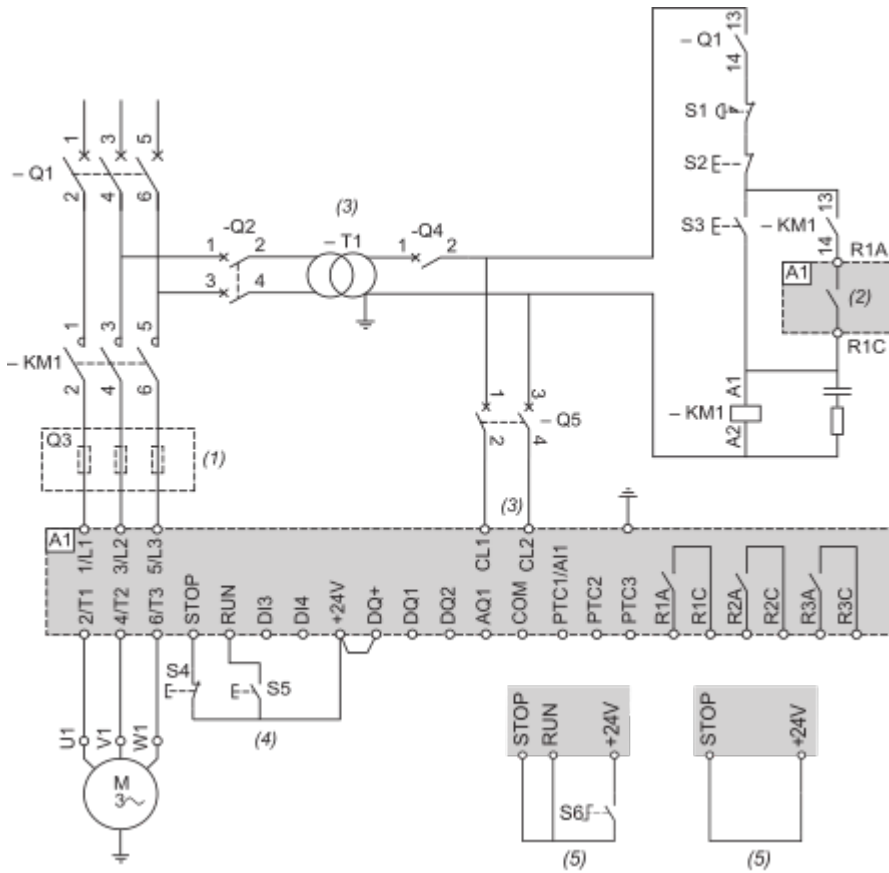 13
– Q1
14
S1
S2
S3
– KM1
13
14
R1A
A1
(2)
R1C
A1
– KM1
A2
1
3
5
– Q1
2
4
6
-Q2
1
2
3
4
(3)
– T1
-Q4
1
2
1
3
5
– KM1
2
4
6
Q3
(1)
1
3
– Q5
2
4
(3)
A1
1/L1
3/L2
5/L3
CL1
CL2
2/T1
4/T2
6/T3
STOP
RUN
DI3
DI4
+24V
DQ+
DQ1
DQ2
AQ1
COM
PTC1/AI1
PTC2
PTC3
R1A
R1C
R2A
R2C
R3A
R3C
S4
S5
(4)
U1
V1
W1
M
3
STOP
RUN
+24V
S6
(5)
STOP
+24V
(5)